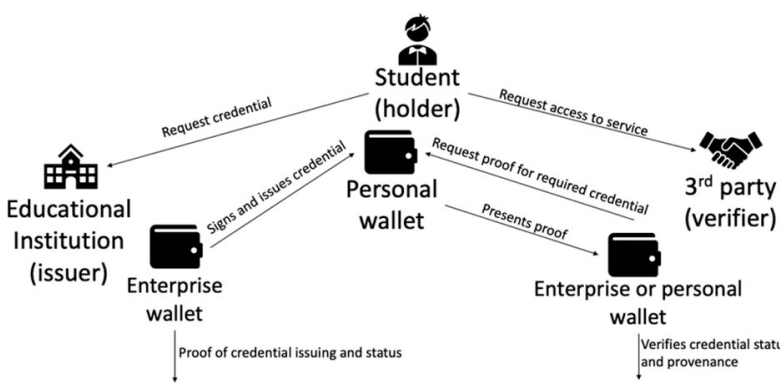 Student
(holder)
Request credential
Request access to service
Signs and issues credential
Personal
wallet
Request proof for required credential
Presents proof
Educational
Institution
(issuer)
3rd party
(verifier)
Enterprise
wallet
Enterprise or personal
wallet
Proof of credential issuing and status
Verifies credential statu
and provenance